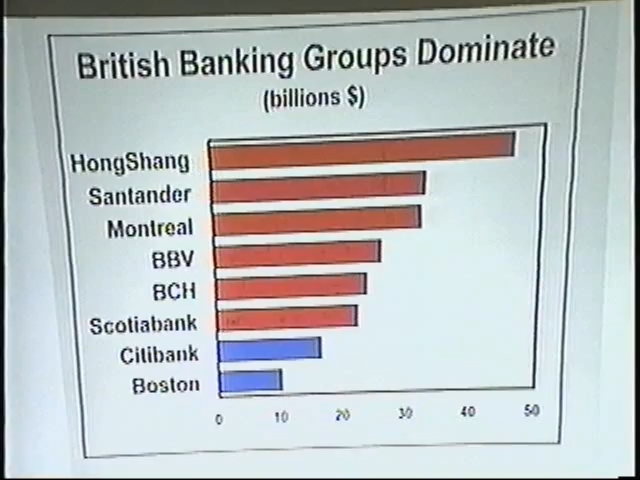 British Banking Groups Dominate
(billions $)
HongShang
Santander
Montreal
BBV
BCH
Scotiabank
Citibank
Boston
0 10 20 30 40 50